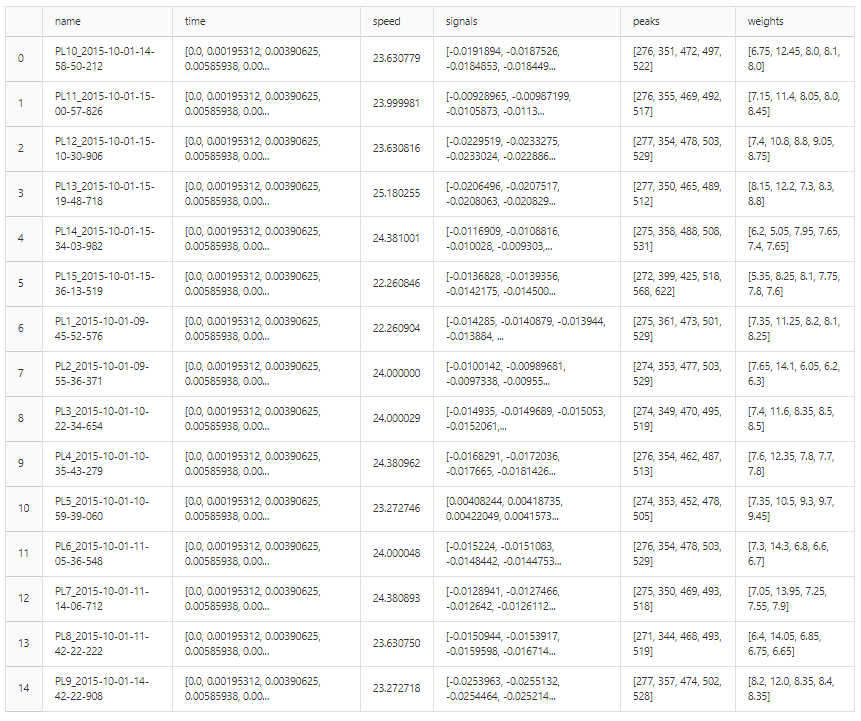 name time speed signals peaks weights
0 PL10_2015-10-01-14- [0.0, 0.00195312, 0.00390625, 23.630779 [-0.0191894, -0.0187526, [276, 351, 472, 497, [6.75, 12.45, 8.0, 8.1,
58-50-212 0.00585938, 0.00... -0.0184853, -0.018449... 522] 8.0]
1 PL11_2015-10-01-15- [0.0, 0.00195312, 0.00390625, 23.999981 [-0.00928965, -0.00987199, [276, 355, 469, 492, [7.15, 11.4, 8.05, 8.0,
00-57-826 0.00585938, 0.00... -0.0105873, -0.0113... 517] 8.45]
2 PL12_2015-10-01-15- [0.0, 0.00195312, 0.00390625, 23.630816 [-0.0229519, -0.0233275, [277, 354, 478, 503, [7.4, 10.8, 8.8, 9.05,
10-30-906 0.00585938, 0.00... -0.0233024, -0.022886... 529] 8.75]
3 PL13_2015-10-01-15- [0.0, 0.00195312, 0.00390625, 25.180255 [-0.0206496, -0.0207517, [277, 350, 465, 489, [8.15, 12.2, 7.3, 8.3,
19-48-718 0.00585938, 0.00... -0.0208063, -0.020829... 512] 8.8]
4 PL14_2015-10-01-15- [0.0, 0.00195312, 0.00390625, 24.381001 [-0.0116909, -0.0108816, [275, 358, 488, 508, [6.2, 5.05, 7.95, 7.65,
34-03-982 0.00585938, 0.00... -0.010028, -0.009303,... 531] 7.4, 7.65]
5 PL15_2015-10-01-15- [0.0, 0.00195312, 0.00390625, 22.260846 [-0.0136828, -0.0139356, [272, 399, 425, 518, [5.35, 8.25, 8.1, 7.75,
36-13-519 0.00585938, 0.00... -0.0142175, -0.014500... 568, 622] 7.8, 7.6]
6 PL1_2015-10-01-09- [0.0, 0.00195312, 0.00390625, 22.260904 [-0.014285, -0.0140879, -0.013944, [275, 361, 473, 501, [7.35, 11.25, 8.2, 8.1,
45-52-576 0.00585938, 0.00... -0.013884, ... 529] 8.25]
7 PL2_2015-10-01-09- [0.0, 0.00195312, 0.00390625, 24.000000 [-0.0100142, -0.00989681, [274, 353, 477, 503, [7.65, 14.1, 6.05, 6.2,
55-36-371 0.00585938, 0.00... -0.0097338, -0.00955... 529] 6.3]
8 PL3_2015-10-01-10- [0.0, 0.00195312, 0.00390625, 24.000029 [-0.014935, -0.0149689, -0.015053, [274, 349, 470, 495, [7.4, 11.6, 8.35, 8.5,
22-34-654 0.00585938, 0.00... -0.0152061,... 519] 8.5]
9 PL4_2015-10-01-10- [0.0, 0.00195312, 0.00390625, 24.380962 [-0.0168291, -0.0172036, [276, 354, 462, 487, [7.6, 12.35, 7.8, 7.7,
35-43-279 0.00585938, 0.00... -0.017665, -0.0181426... 513] 7.8]
10 PL5_2015-10-01-10- [0.0, 0.00195312, 0.00390625, 23.272746 [0.00408244, 0.00418735, [274, 353, 452, 478, [7.35, 10.5, 9.3, 9.7,
59-39-060 0.00585938, 0.00... 0.00422049, 0.0041573... 505] 9.45]
11 PL6_2015-10-01-11- [0.0, 0.00195312, 0.00390625, 24.000048 [-0.015224, -0.0151083, [276, 354, 478, 503, [7.3, 14.3, 6.8, 6.6,
05-36-548 0.00585938, 0.00... -0.0148442, -0.0144753... 529] 6.7]
12 PL7_2015-10-01-11- [0.0, 0.00195312, 0.00390625, 24.380893 [-0.0128941, -0.0127466, [275, 350, 469, 493, [7.05, 13.95, 7.25,
14-06-712 0.00585938, 0.00... -0.012642, -0.0126112... 518] 7.55, 7.9]
13 PL8_2015-10-01-11- [0.0, 0.00195312, 0.00390625, 23.630750 [-0.0150944, -0.0153917, [271, 344, 468, 493, [6.4, 14.05, 6.85,
42-22-222 0.00585938, 0.00... -0.0159598, -0.016714... 519] 6.75, 6.65]
14 PL9_2015-10-01-14- [0.0, 0.00195312, 0.00390625, 23.272718 [-0.0253963, -0.0255132, [277, 357, 474, 502, [8.2, 12.0, 8.35, 8.4,
42-22-908 0.00585938, 0.00... -0.0254464, -0.025214... 528] 8.35]